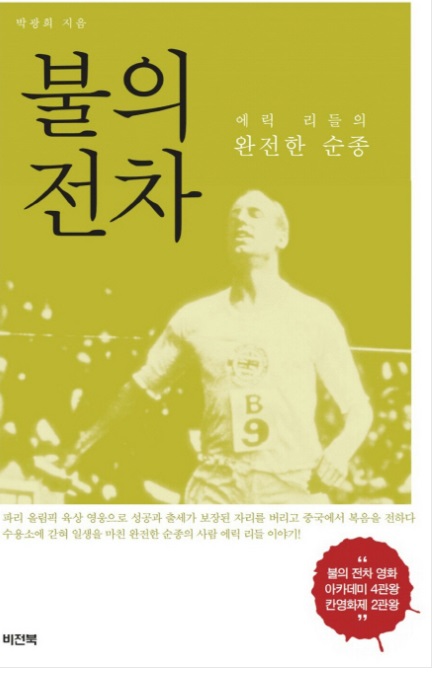 박광희 지음
불의
전차
에릭 리들의
완전한 순종
B
9
파리 올림픽 육상 영웅으로 성공과 출세가 보장된 자리를 버리고 중국에서 복음을 전하다
수용소에 갇혀 일생을 마친 완전한 순종의 사람 에릭 리들 이야기!
“
불의 전차 영화
아카데미 4관왕
칸영화제 2관왕
”
비전북